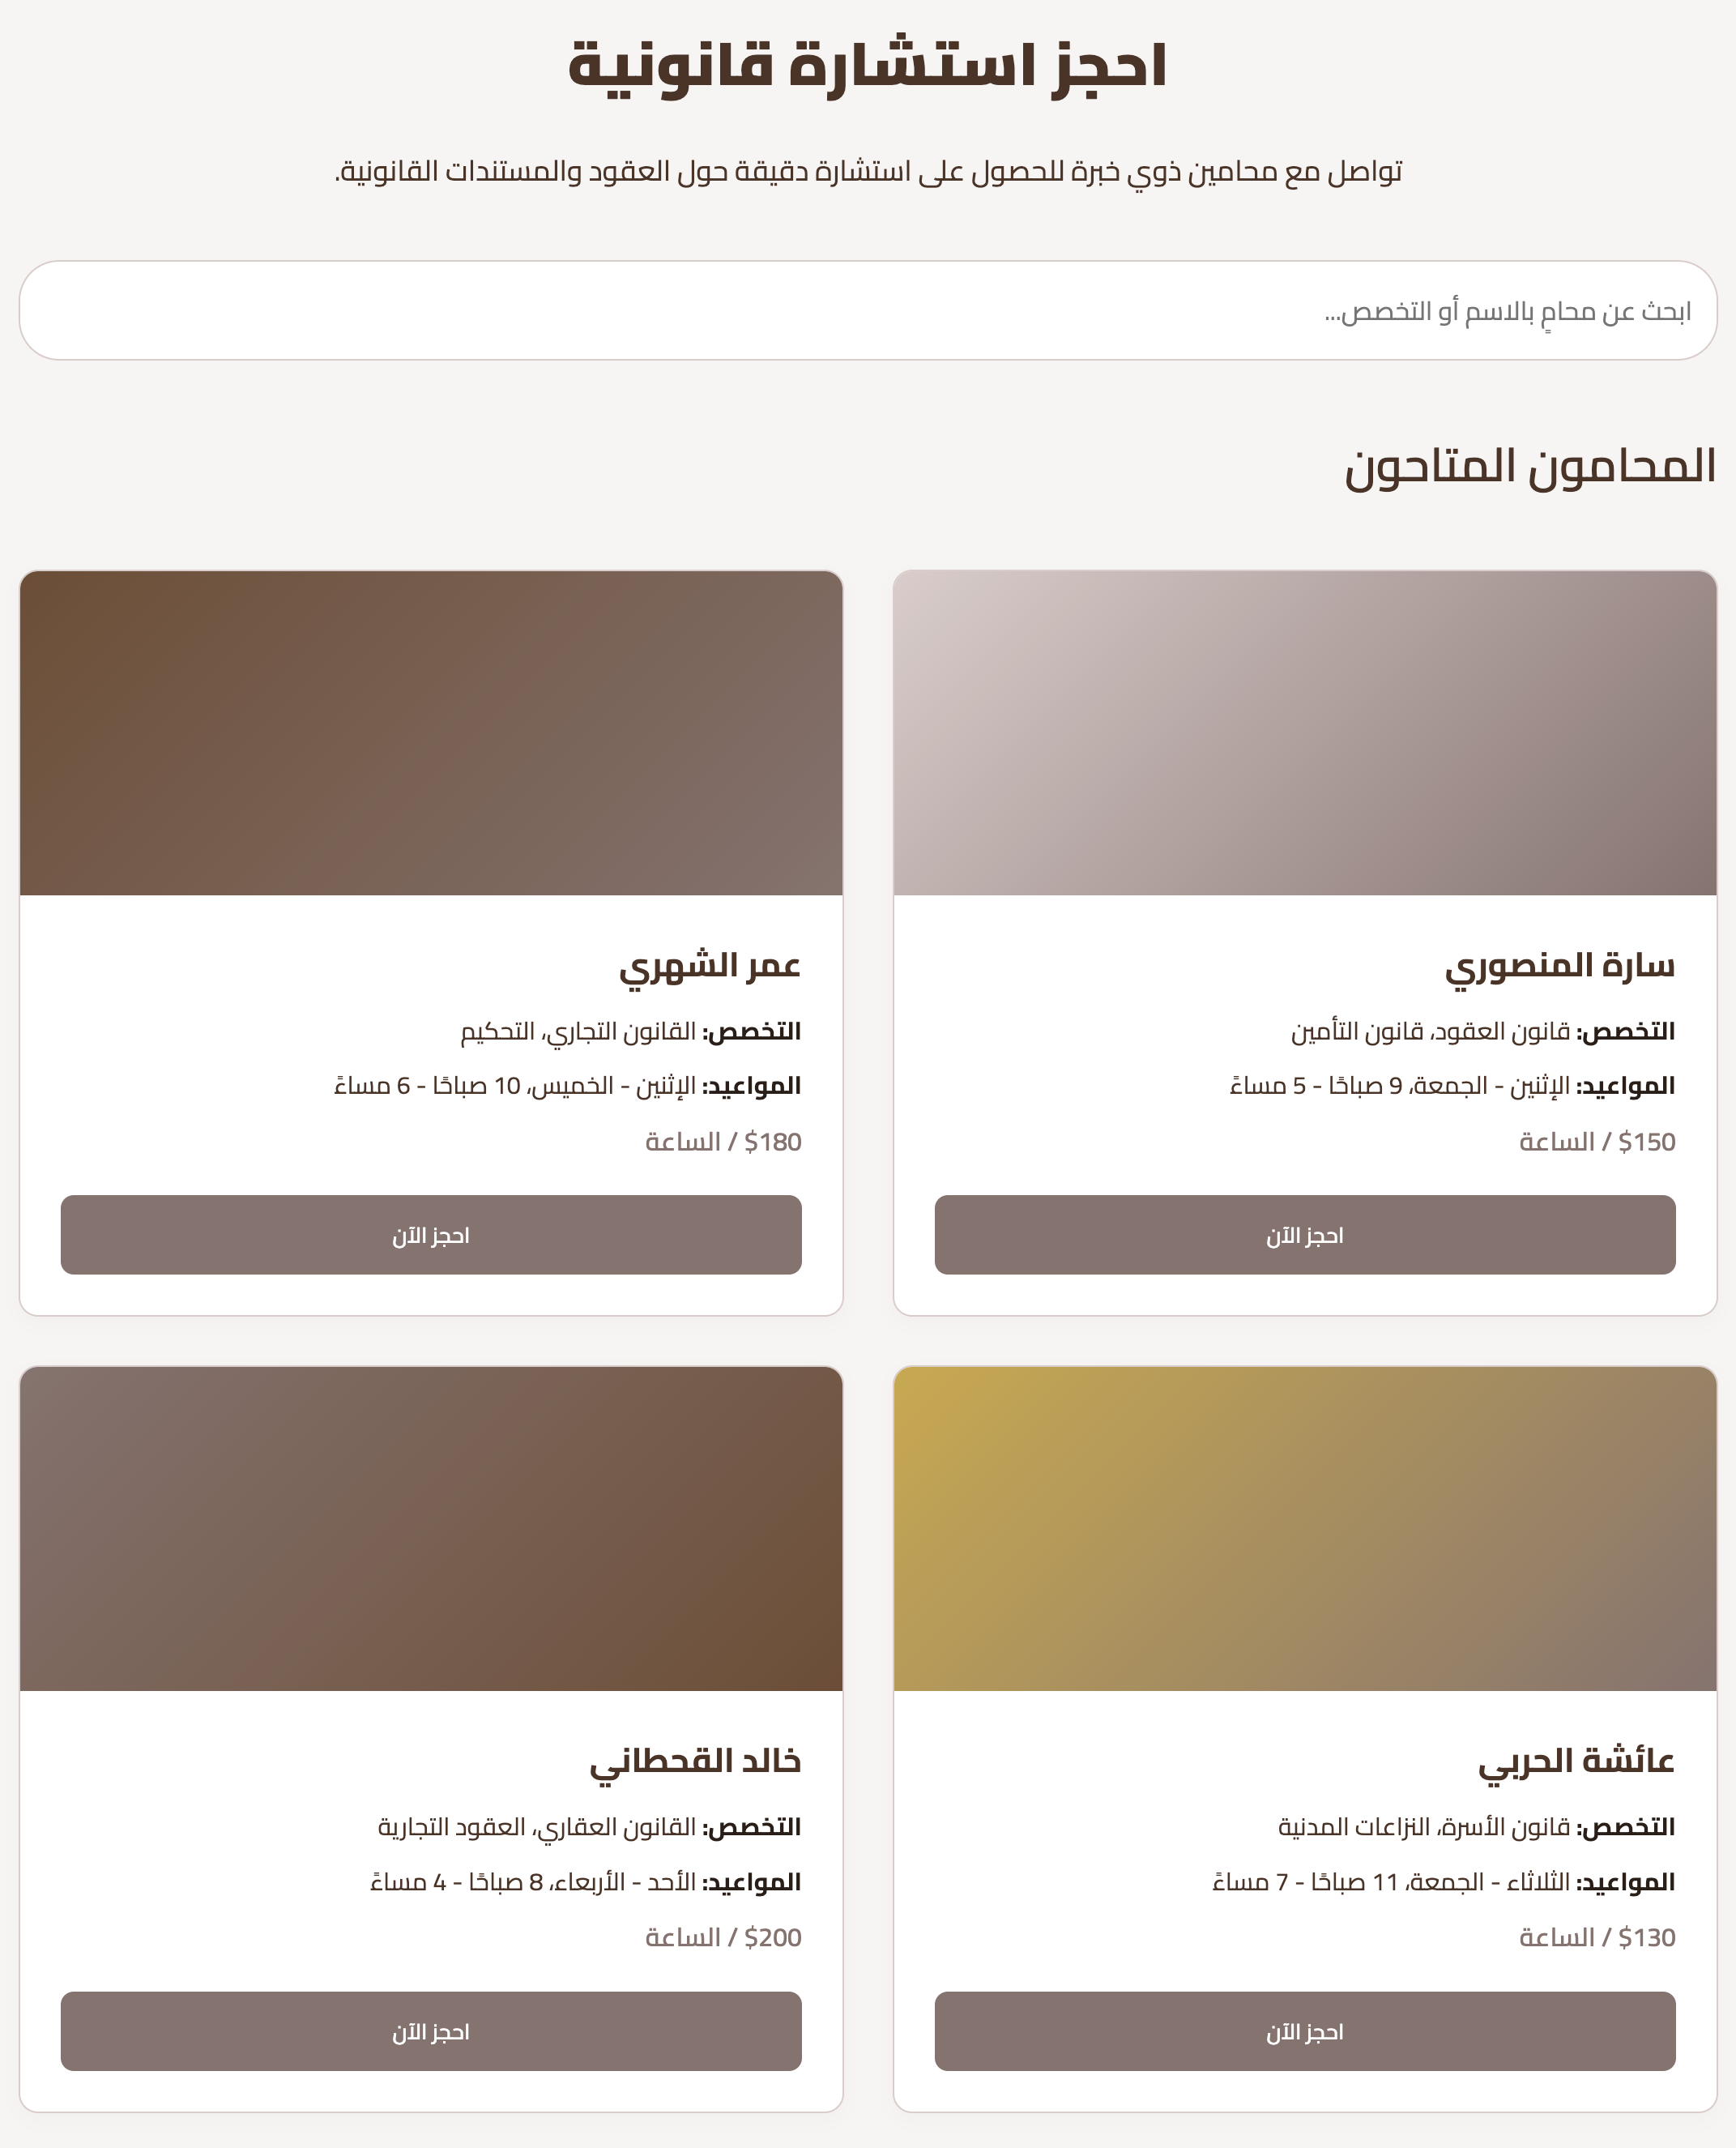 احجز استشارة قانونية
تواصل مع محامين ذوي خبرة للحصول على استشارة دقيقة حول العقود والمستندات القانونية.
ابحث عن محامٍ بالاسم أو التخصص...
المحامون المتاحون
سارة المنصوري
التخصص: قانون العقود، قانون التأمين
المواعيد: الإثنين - الجمعة، 9 صباحًا - 5 مساءً
$150 / الساعة
احجز الآن
عمر الشهري
التخصص: القانون التجاري، التحكيم
المواعيد: الإثنين - الخميس، 10 صباحًا - 6 مساءً
$180 / الساعة
احجز الآن
عائشة الحربي
التخصص: قانون الأسرة، النزاعات المدنية
المواعيد: الثلاثاء - الجمعة، 11 صباحًا - 7 مساءً
$130 / الساعة
احجز الآن
خالد القحطاني
التخصص: القانون العقاري، العقود التجارية
المواعيد: الأحد - الأربعاء، 8 صباحًا - 4 مساءً
$200 / الساعة
احجز الآن